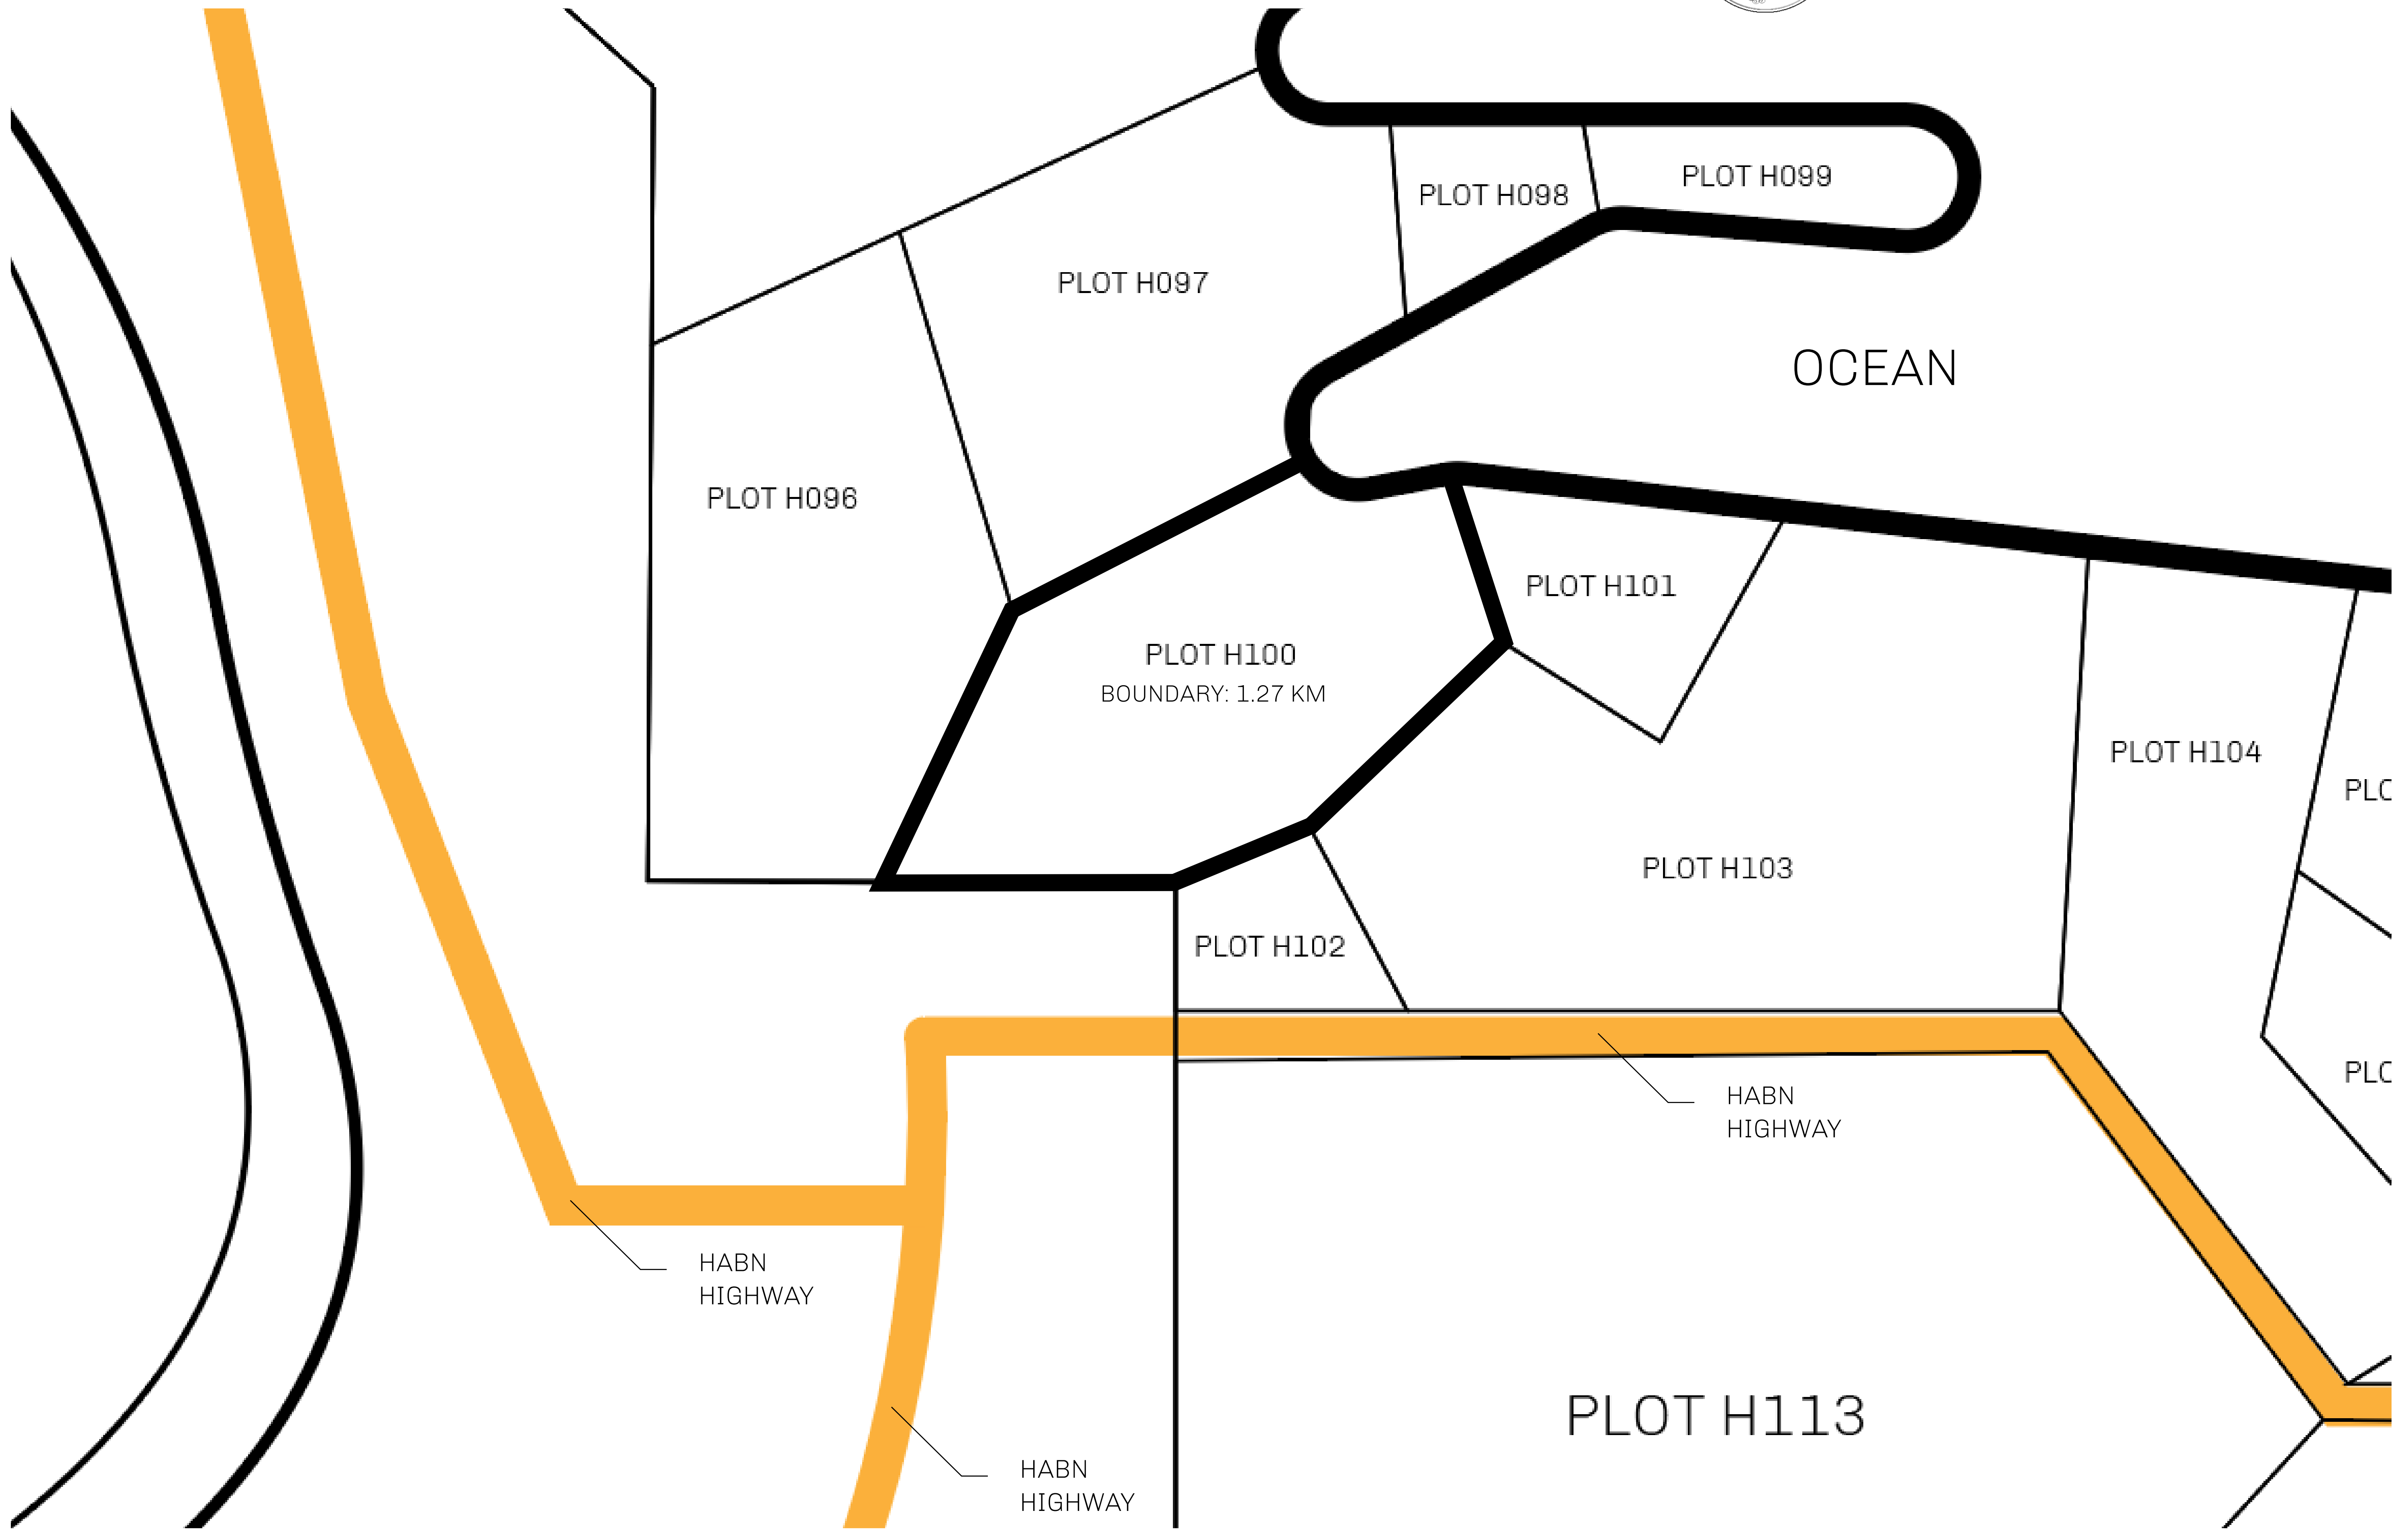 PLOT H099
PLOT H098
PLOT H097
OCEAN
PLOT H096
PLOT H101
PLOT H100
BOUNDARY: 1.27 KM
PLOT H104
PLOT H103
PLOT H102
HABN
HIGHWAY
HABN
HIGHWAY
PLOT H113
HABN
HIGHWAY